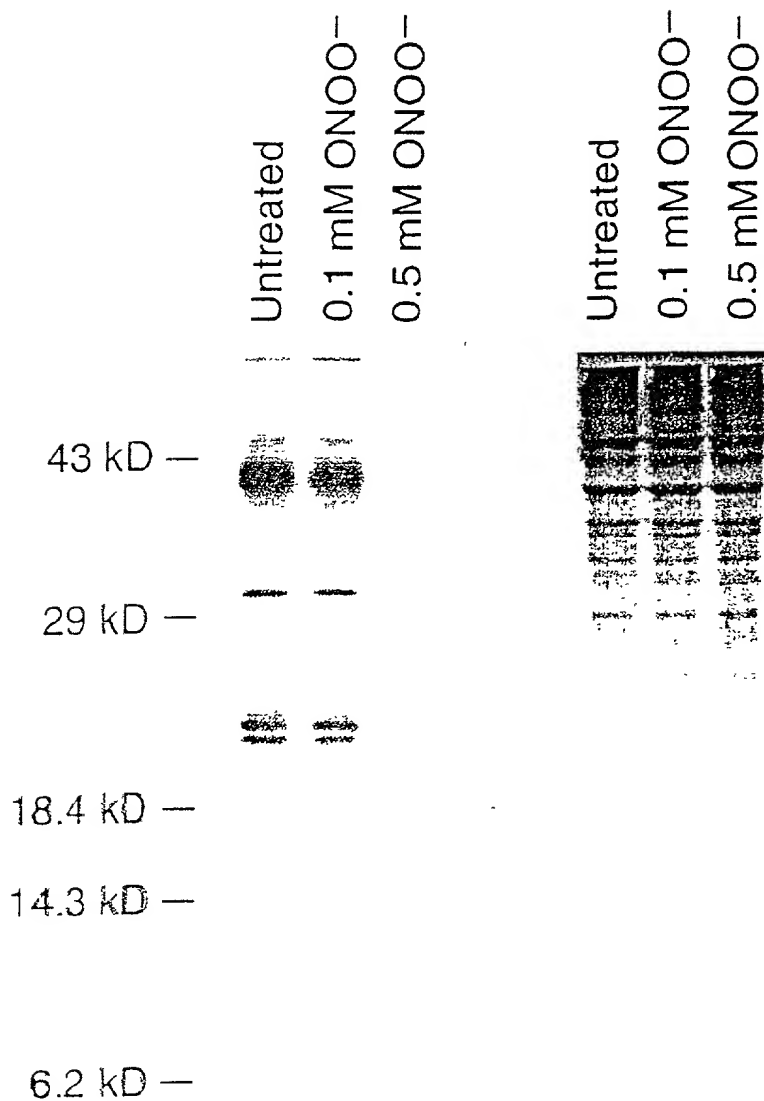 Untreated
0.1 mM ONOO−
0.5 mM ONOO−
Untreated
0.1 mM ONOO−
0.5 mM ONOO−
43 kD —
29 kD —
18.4 kD —
14.3 kD —
6.2 kD —